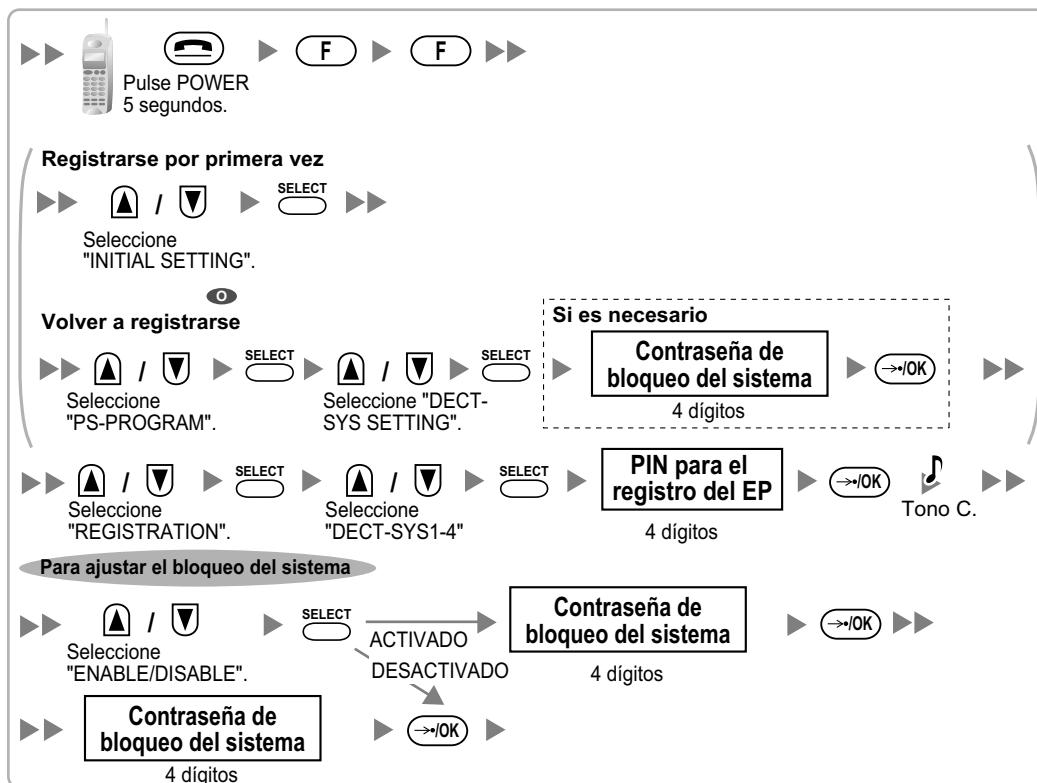 F F
Pulse POWER
5 segundos.
Registrarse por primera vez
/ SELECT
Seleccione
"INITIAL SETTING".
O
Volver a registrarse
Si es necesario
/ SELECT / SELECT
Contraseña de
bloqueo del sistema
/OK
Seleccione
"PS-PROGRAM".
Seleccione "DECT-
SYS SETTING".
4 dígitos
/ SELECT / SELECT
PIN para el
registro del EP
/OK
Seleccione
"REGISTRATION".
Seleccione
"DECT-SYS1-4"
4 dígitos
Tono C.
Para ajustar el bloqueo del sistema
/ SELECT
ACTIVADO
DESACTIVADO
Contraseña de
bloqueo del sistema
/OK
Seleccione
"ENABLE/DISABLE".
4 dígitos
Contraseña de
bloqueo del sistema
/OK
4 dígitos